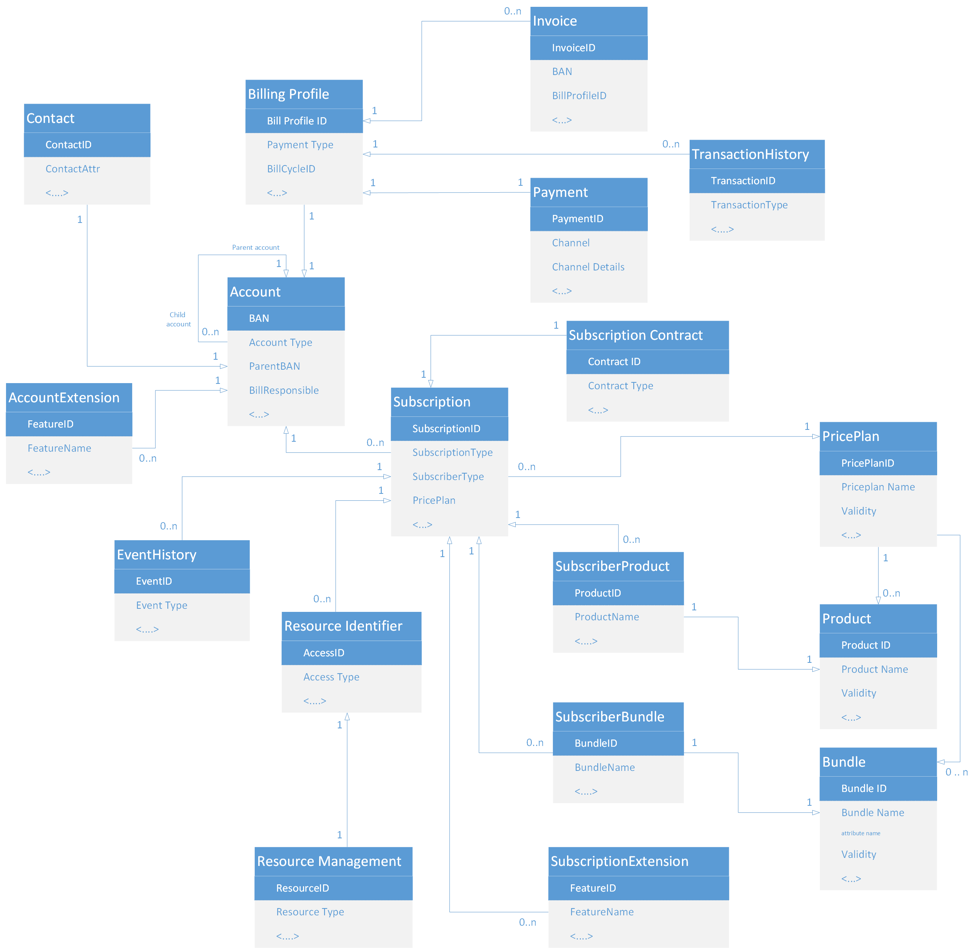 0..n
Invoice
InvoiceID
BAN
BillProfileID
<...>
Billing Profile
Bill Profile ID
Payment Type
BillCycleID
<...>
1
1
1
1
Contact
ContactID
ContactAttr
<....>
1
0..n
TransactionHistory
TransactionID
TransactionType
<....>
1
Payment
PaymentID
Channel
Channel Details
<...>
Parent account
1
1
Child
account
0..n
1
1
Account
BAN
Account Type
ParentBAN
BillResponsible
<...>
1
AccountExtension
FeatureID
FeatureName
<....>
0..n
1
Subscription Contract
Contract ID
Contract Type
<...>
1
Subscription
SubscriptionID
SubscriptionType
SubscriberType
PricePlan
<...>
0..n
1
1
0..n
1
1
1
1
PricePlan
PricePlanID
Priceplan Name
Validity
<...>
1
0..n
0..n
EventHistory
EventID
Event Type
<....>
0..n
SubscriberProduct
ProductID
ProductName
<....>
1
1
0..n
Resource Identifier
AccessID
Access Type
<....>
1
Product
Product ID
Product Name
Validity
<...>
SubscriberBundle
BundleID
BundleName
<....>
0..n
1
1
0 .. n
Bundle
Bundle ID
Bundle Name
attribute name
Validity
<...>
1
Resource Management
ResourceID
Resource Type
<....>
SubscriptionExtension
FeatureID
FeatureName
<....>
0..n